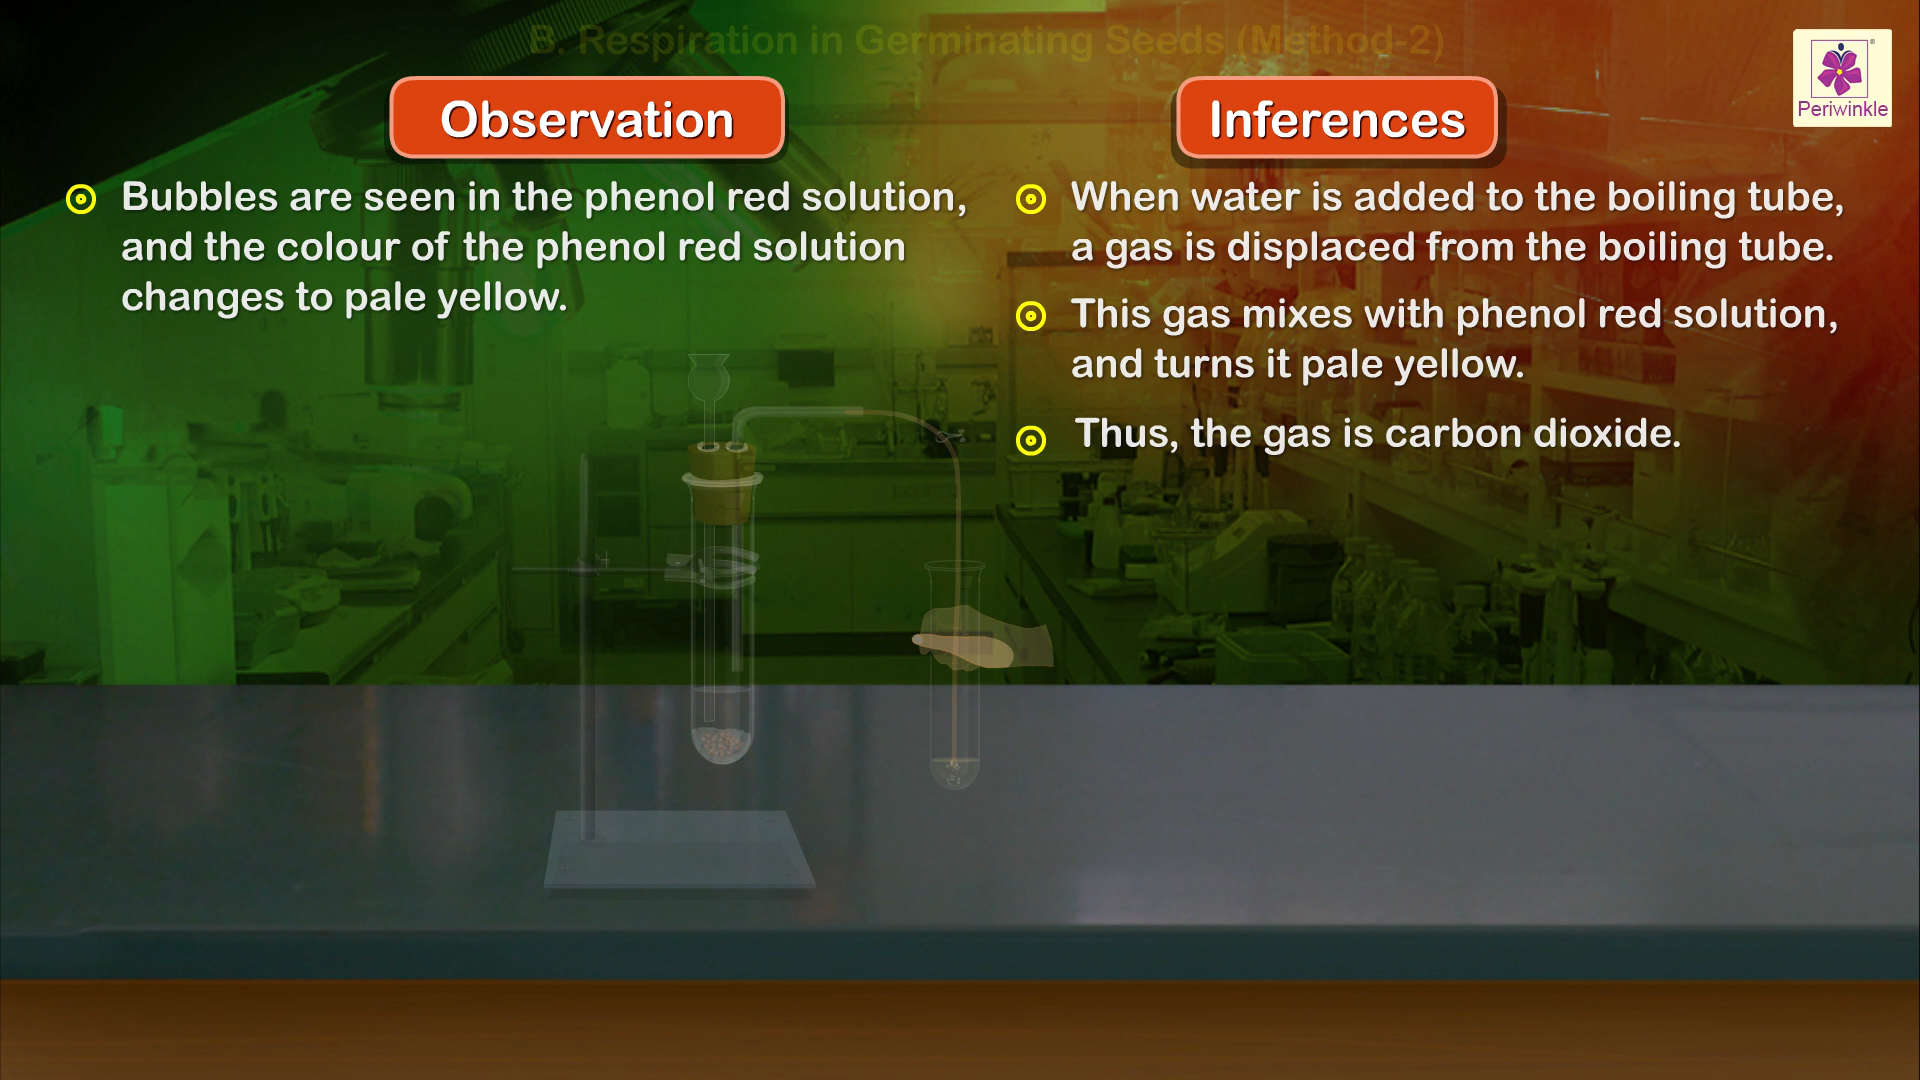 B. Respiration in Germinating Seeds (Method-2)
Observation
Bubbles are seen in the phenol red solution,
and the colour of the phenol red solution
changes to pale yellow.
Inferences
When water is added to the boiling tube,
a gas is displaced from the boiling tube.
This gas mixes with phenol red solution,
and turns it pale yellow.
Thus, the gas is carbon dioxide.
Periwinkle